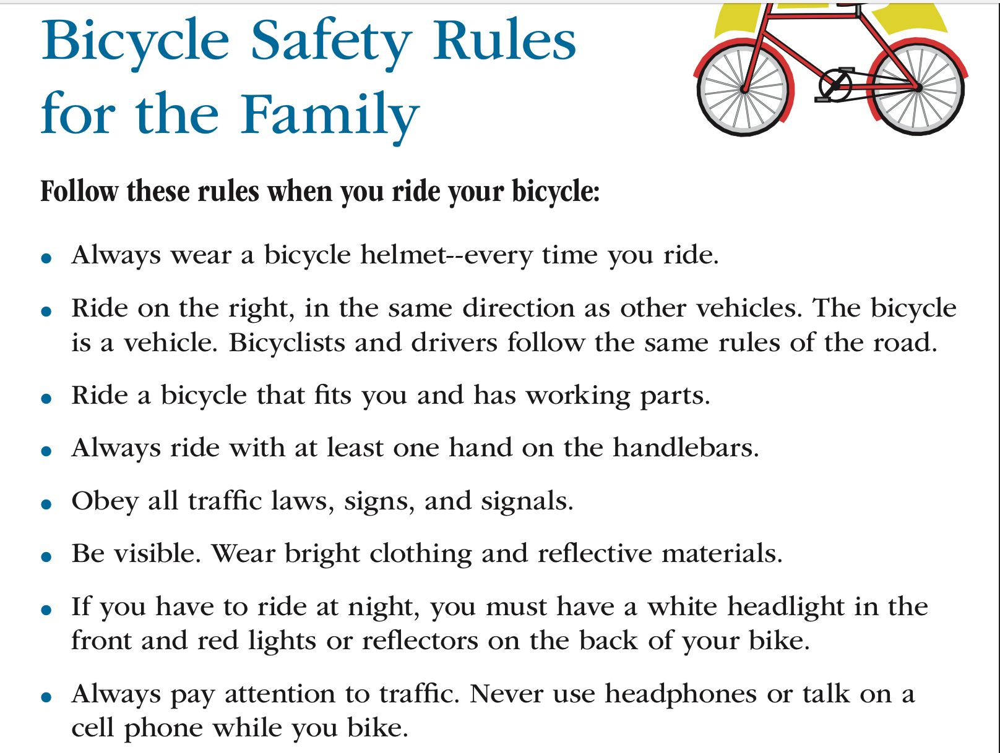 Bicycle Safety Rules
for the Family
Follow these rules when you ride your bicycle:
• Always wear a bicycle helmet--every time you ride.
• Ride on the right, in the same direction as other vehicles. The bicycle
is a vehicle. Bicyclists and drivers follow the same rules of the road.
• Ride a bicycle that fits you and has working parts.
• Always ride with at least one hand on the handlebars.
• Obey all traffic laws, signs, and signals.
• Be visible. Wear bright clothing and reflective materials.
• If you have to ride at night, you must have a white headlight in the
front and red lights or reflectors on the back of your bike.
• Always pay attention to traffic. Never use headphones or talk on a
cell phone while you bike.